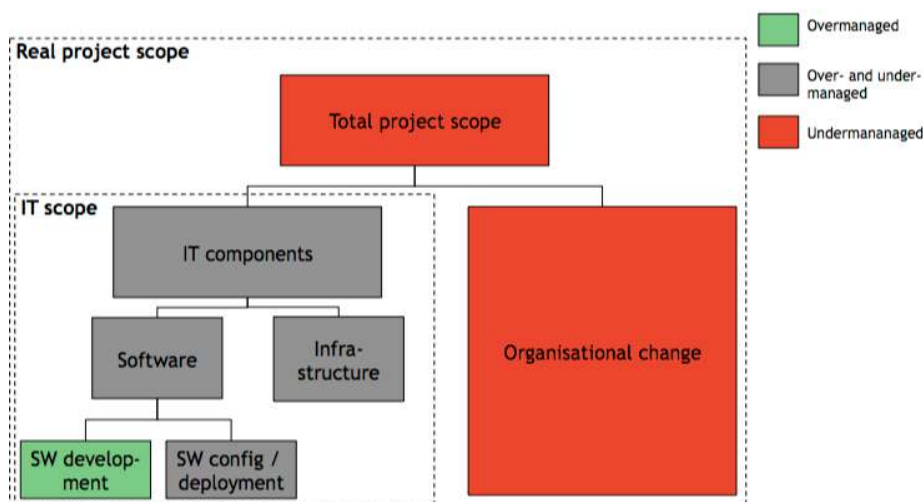 Real project scope
Total project scope
IT scope
IT components
Software
Infra-
structure
SW develop-
ment
SW config /
deployment
Organisational change
Overmanaged
Over- and under-
managed
Undermananaged